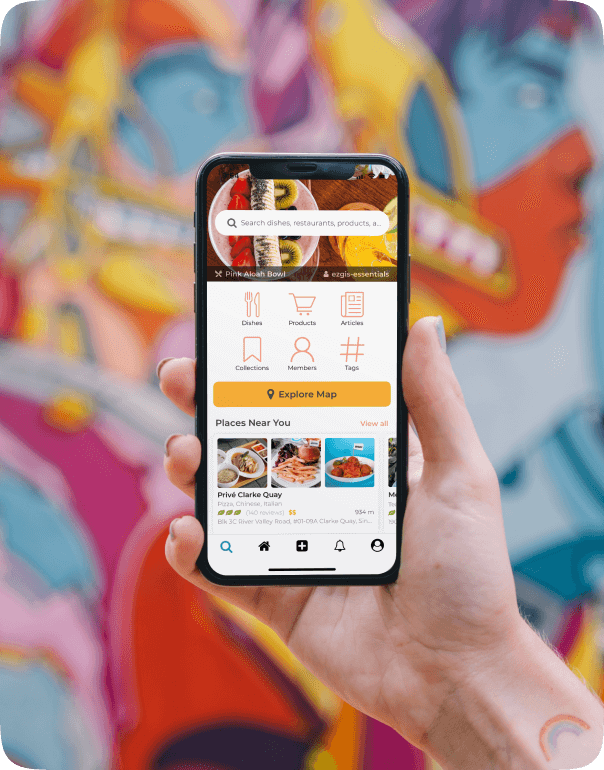 Search dishes, restaurants, products, a...
Pink Aloah Bowl
ezgis-essentials
Dishes
Products
Articles
Collections
Members
Tags
Explore Map
Places Near You
View all
Privé Clarke Quay
Pizza, Chinese, Italian
(140 reviews) $$
934 m
Blk 3C River Valley Road, #01-09A Clarke Quay, Sin...